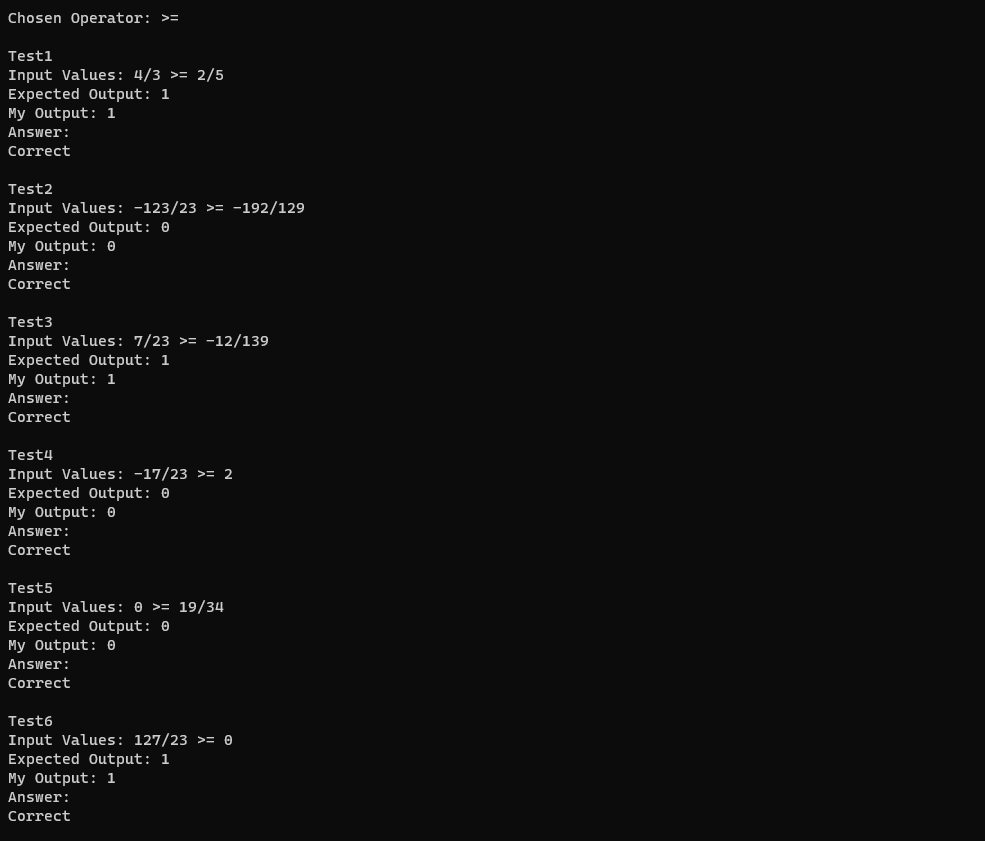 Chosen Operator: >=
Test1
Input Values: 4/3 >= 2/5
Expected Output: 1
My Output: 1
Answer:
Correct
Test2
Input Values: -123/23 >= -192/129
Expected Output: 0
My Output: 0
Answer:
Correct
Test3
Input Values: 7/23 >= -12/139
Expected Output: 1
My Output: 1
Answer:
Correct
Test4
Input Values: -17/23 >= 2
Expected Output: 0
My Output: 0
Answer:
Correct
Test5
Input Values: 0 >= 19/34
Expected Output: 0
My Output: 0
Answer:
Correct
Test6
Input Values: 127/23 >= 0
Expected Output: 1
My Output: 1
Answer:
Correct